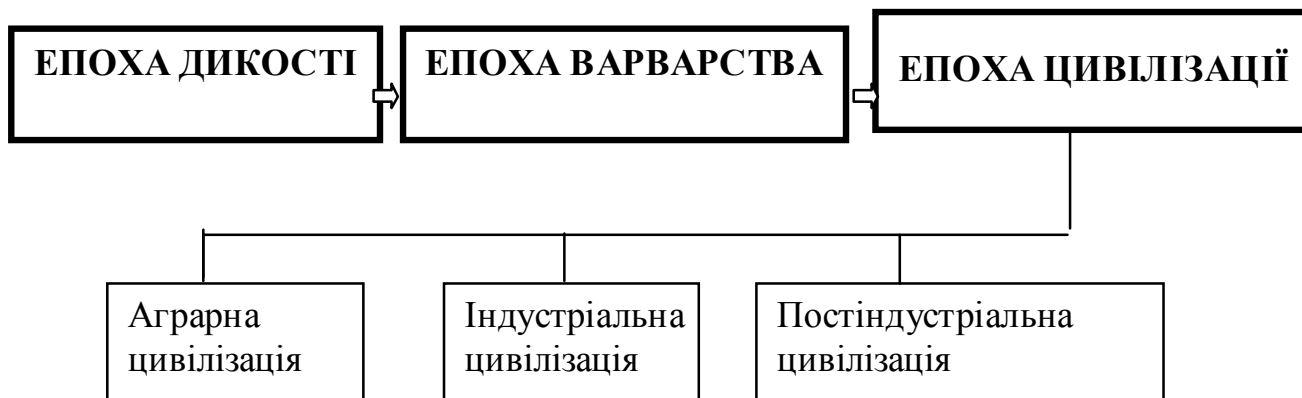 ЕПОХА ДИКОСТІ
ЕПОХА ВАРВАРСТВА
ЕПОХА ЦИВІЛІЗАЦІЇ
Аграрна
цивілізація
Індустріальна
цивілізація
Постіндустріальна
цивілізація